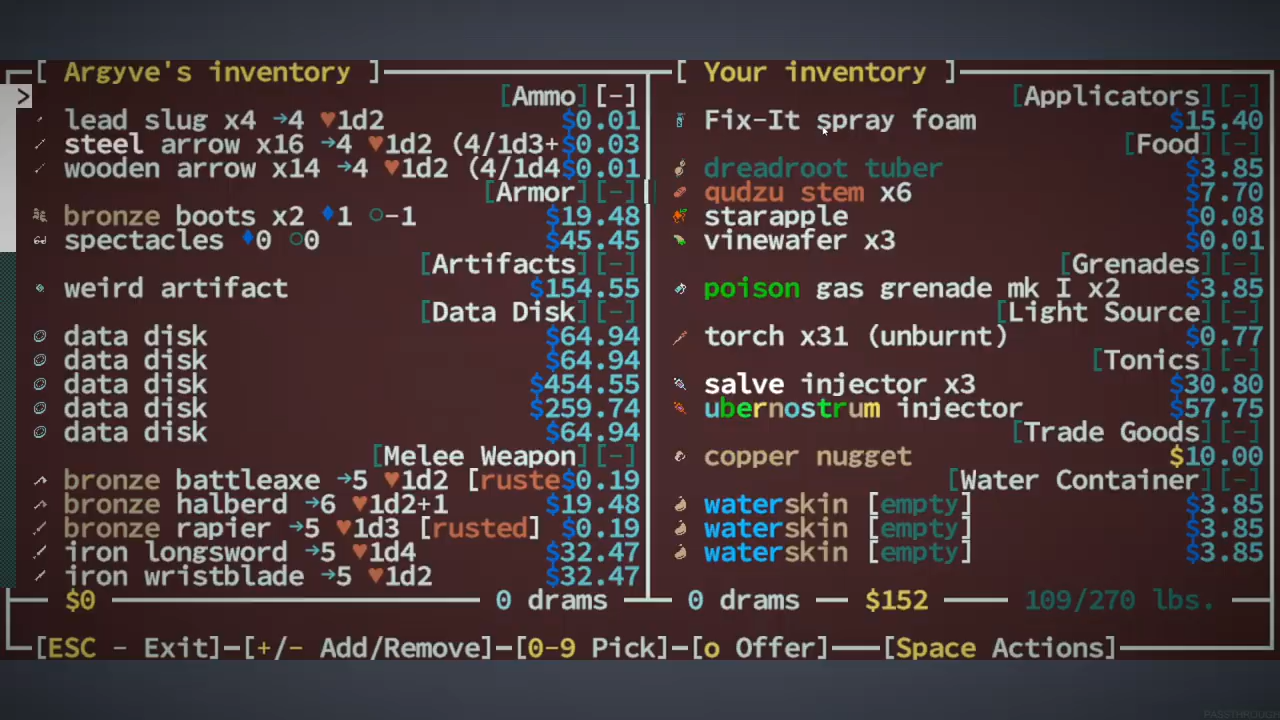 [ Argyve's inventory ]
>
[Ammo] [-]
lead slug x4 →4 ♥1d2 $0.01
steel arrow x16 →4 ♥1d2 (4/1d3+ $0.03
wooden arrow x14 →4 ♥1d2 (4/1d4 $0.01
[Armor] [-]
bronze boots x2 ♦1 ○-1 $19.48
spectacles ♦0 ○0 $45.45
[Artifacts] [-]
weird artifact $154.55
[Data Disk] [-]
data disk $64.94
data disk $64.94
data disk $454.55
data disk $259.74
data disk $64.94
[Melee Weapon] [-]
bronze battleaxe →5 ♥1d2 [ruste $0.19
bronze halberd →6 ♥1d2+1 $19.48
bronze rapier →5 ♥1d3 [rusted] $0.19
iron longsword →5 ♥1d4 $32.47
iron wristblade →5 ♥1d2 $32.47
[ Your inventory ]
[Applicators] [-]
Fix-It spray foam $15.40
[Food] [-]
dreadroot tuber $3.85
qudzu stem x6 $7.70
starapple $0.08
vinewafer x3 $0.01
[Grenades] [-]
poison gas grenade mk I x2 $3.85
[Light Source] [-]
torch x31 (unburnt) $0.77
[Tonics] [-]
salve injector x3 $30.80
ubernostrum injector $57.75
[Trade Goods] [-]
copper nugget $10.00
[Water Container] [-]
waterskin [empty] $3.85
waterskin [empty] $3.85
waterskin [empty] $3.85
$0 0 drams 0 drams $152 109/270 lbs.
[ESC - Exit] [+/- Add/Remove] [0-9 Pick] [o Offer] [Space Actions]